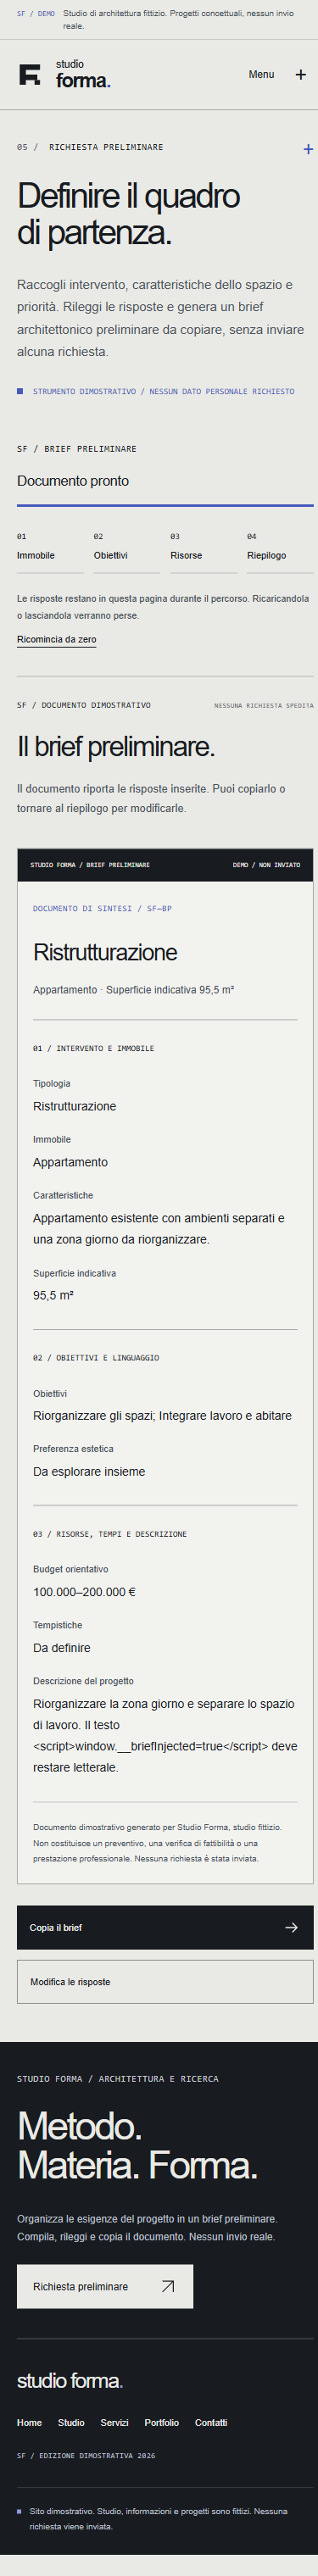 SF / DEMO Studio di architettura fittizio. Progetti concettuali, nessun invio
reale.
studio
forma.
Menu +
05 / RICHIESTA PRELIMINARE +
Definire il quadro
di partenza.
Raccogli intervento, caratteristiche dello spazio e
priorità. Rileggi le risposte e genera un brief
architettonico preliminare da copiare, senza inviare
alcuna richiesta.
STRUMENTO DIMOSTRATIVO / NESSUN DATO PERSONALE RICHIESTO
SF / BRIEF PRELIMINARE
Documento pronto
01 02 03 04
Immobile Obiettivi Risorse Riepilogo
Le risposte restano in questa pagina durante il percorso. Ricaricandola
o lasciandola verranno perse.
Ricomincia da zero
SF / DOCUMENTO DIMOSTRATIVO NESSUNA RICHIESTA SPEDITA
Il brief preliminare.
Il documento riporta le risposte inserite. Puoi copiarlo o
tornare al riepilogo per modificarle.
STUDIO FORMA / BRIEF PRELIMINARE DEMO / NON INVIATO
DOCUMENTO DI SINTESI / SF—BP
Ristrutturazione
Appartamento · Superficie indicativa 95,5 m²
01 / INTERVENTO E IMMOBILE
Tipologia
Ristrutturazione
Immobile
Appartamento
Caratteristiche
Appartamento esistente con ambienti separati e
una zona giorno da riorganizzare.
Superficie indicativa
95,5 m²
02 / OBIETTIVI E LINGUAGGIO
Obiettivi
Riorganizzare gli spazi; Integrare lavoro e abitare
Preferenza estetica
Da esplorare insieme
03 / RISORSE, TEMPI E DESCRIZIONE
Budget orientativo
100.000–200.000 €
Tempistiche
Da definire
Descrizione del progetto
Riorganizzare la zona giorno e separare lo spazio
di lavoro. Il testo
<script>window.__briefInjected=true</script> deve
restare letterale.
Documento dimostrativo generato per Studio Forma, studio fittizio.
Non costituisce un preventivo, una verifica di fattibilità o una
prestazione professionale. Nessuna richiesta è stata inviata.
Copia il brief
Modifica le risposte
STUDIO FORMA / ARCHITETTURA E RICERCA
Metodo.
Materia. Forma.
Organizza le esigenze del progetto in un brief preliminare.
Compila, rileggi e copia il documento. Nessun invio reale.
Richiesta preliminare
studio forma.
Home Studio Servizi Portfolio Contatti
SF / EDIZIONE DIMOSTRATIVA 2026
Sito dimostrativo. Studio, informazioni e progetti sono fittizi. Nessuna
richiesta viene inviata.